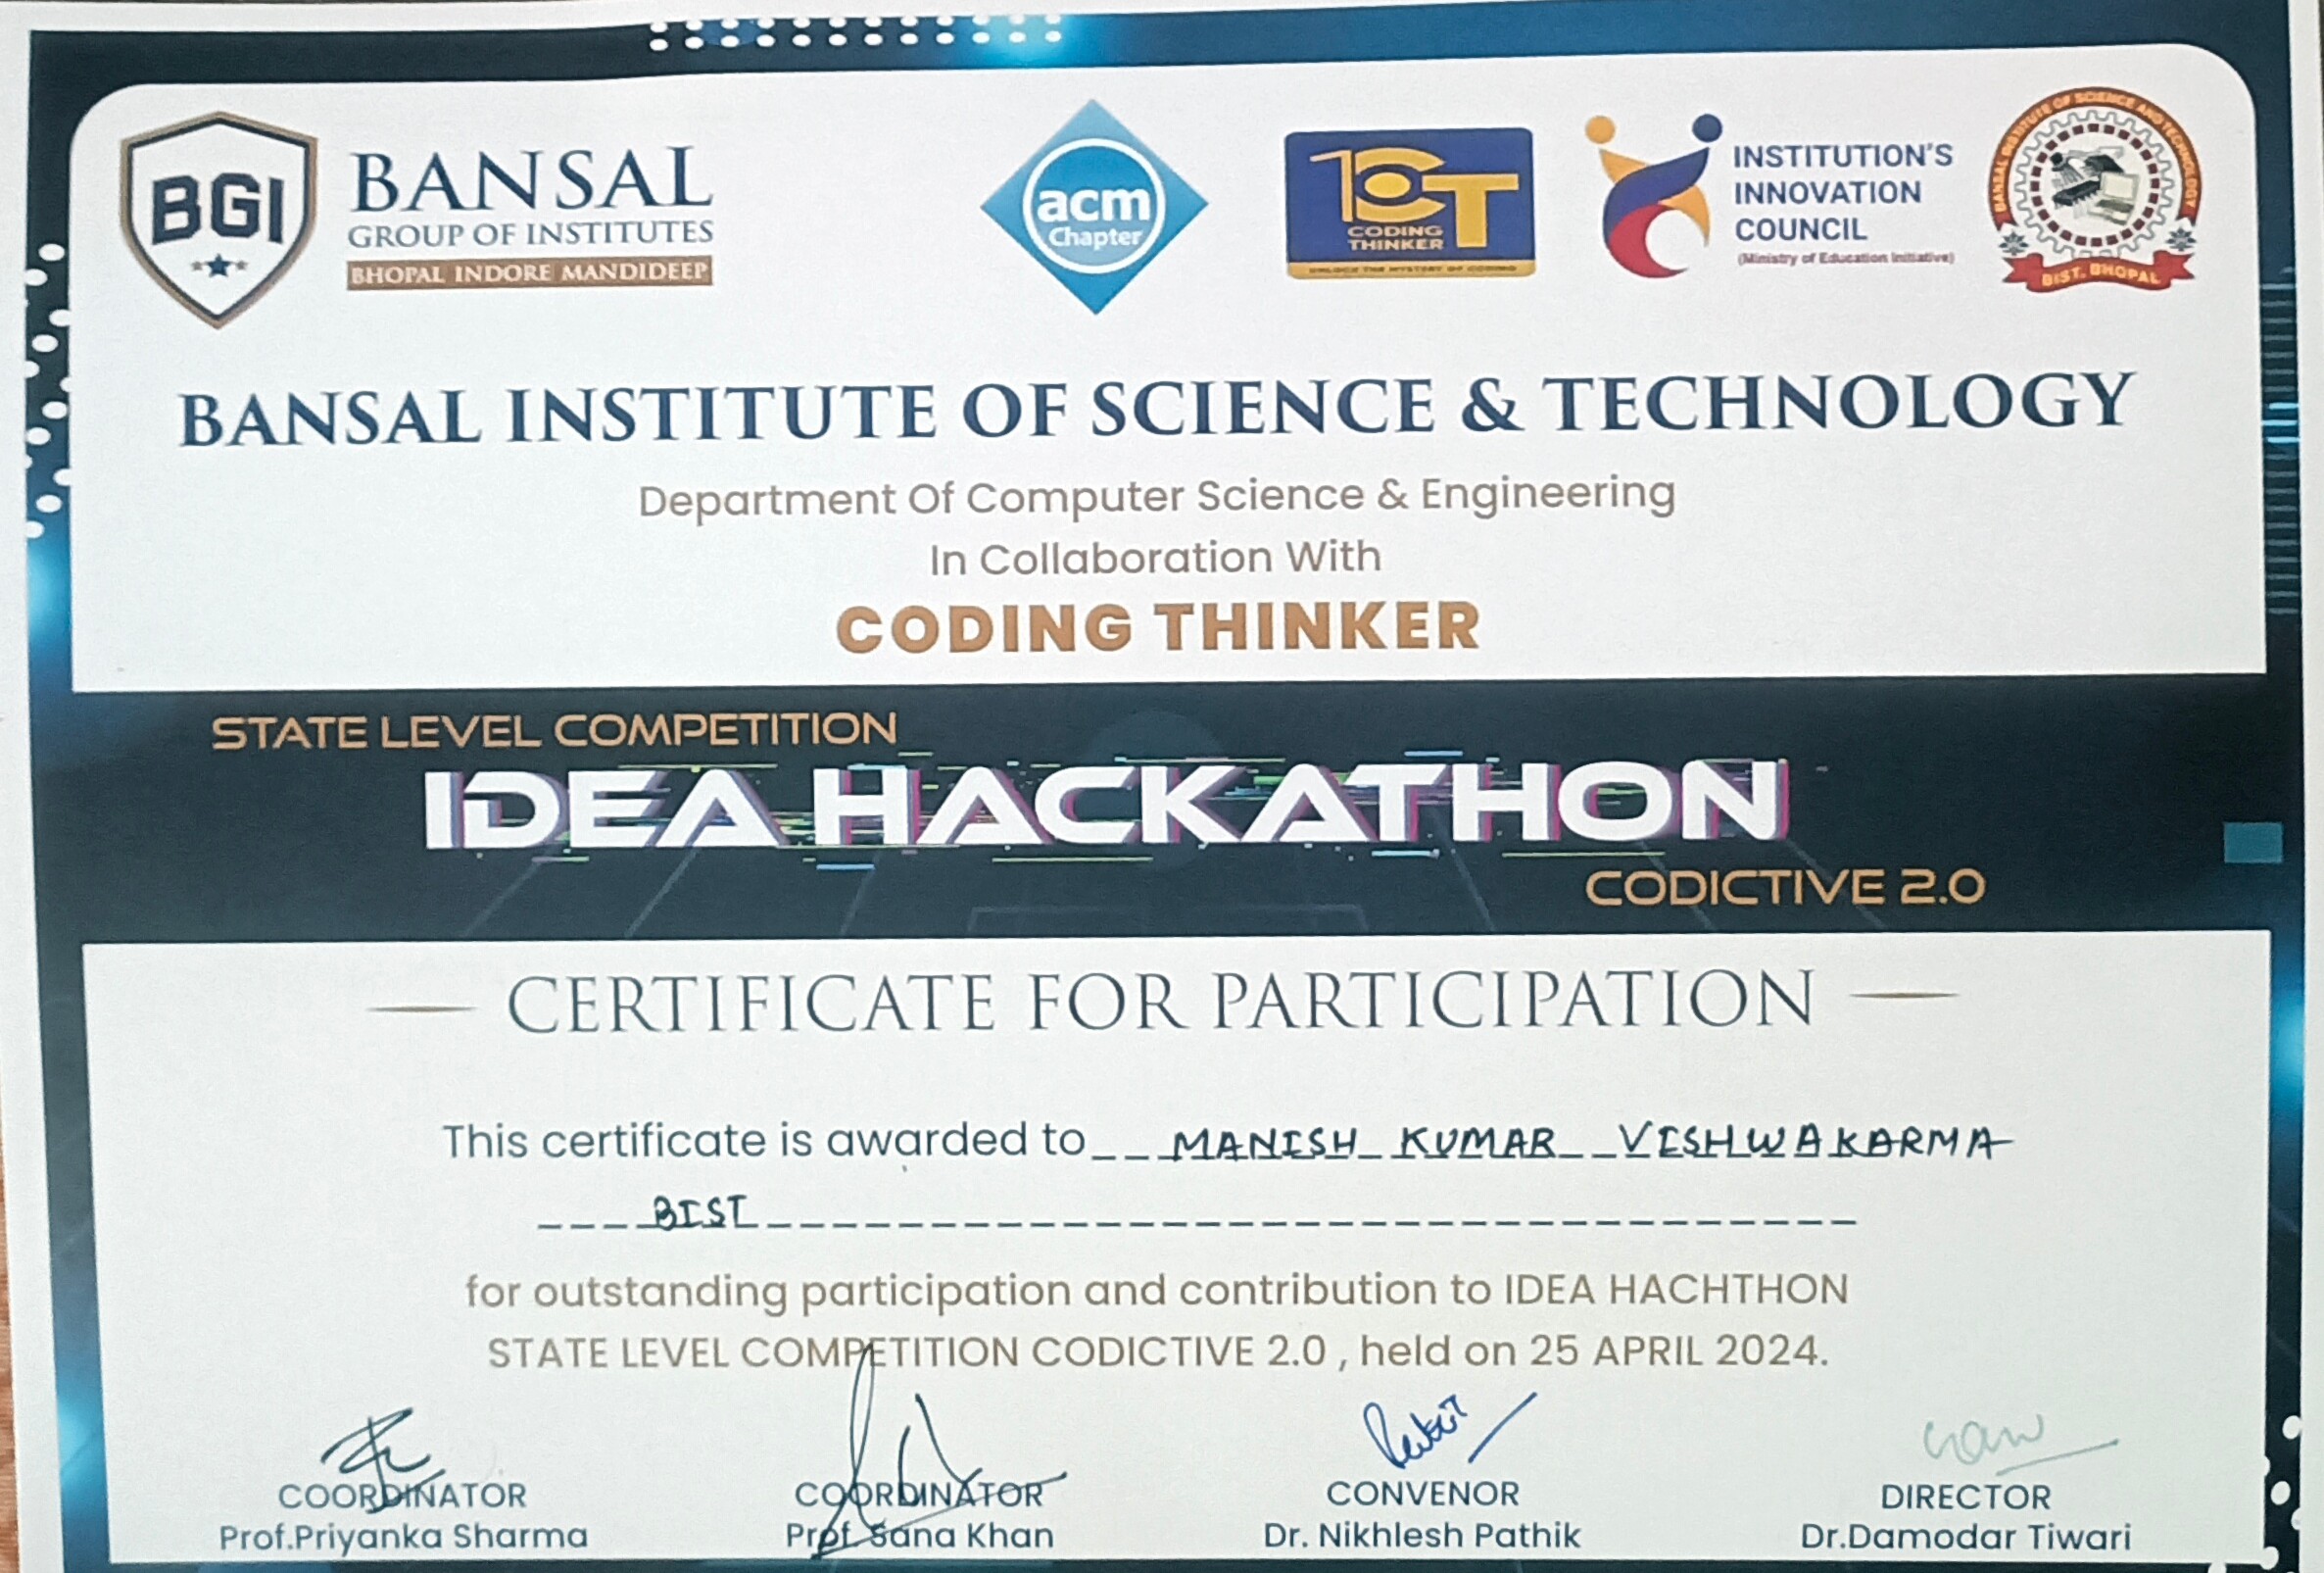 BGI
BANSAL
GROUP OF INSTITUTES
BHOPAL INDORE MANDIDEEP
acm
Chapter
CT
CODING
THINKER
UNLOCK THE MYSTERY OF CODING
INSTITUTION'S
INNOVATION
COUNCIL
(Ministry of Education Initiative)
BANSAL INSTITUTE OF SCIENCE AND TECHNOLOGY
BIST, BHOPAL
BANSAL INSTITUTE OF SCIENCE & TECHNOLOGY
Department Of Computer Science & Engineering
In Collaboration With
CODING THINKER
STATE LEVEL COMPETITION
IDEA HACKATHON
CODICTIVE 2.0
CERTIFICATE FOR PARTICIPATION
This certificate is awarded to MANISH KUMAR VISHWAKARMA
BIST
for outstanding participation and contribution to IDEA HACHTHON
STATE LEVEL COMPETITION CODICTIVE 2.0 , held on 25 APRIL 2024.
COORDINATOR
Prof.Priyanka Sharma
COORDINATOR
Prof. Sana Khan
CONVENOR
Dr. Nikhlesh Pathik
DIRECTOR
Dr.Damodar Tiwari